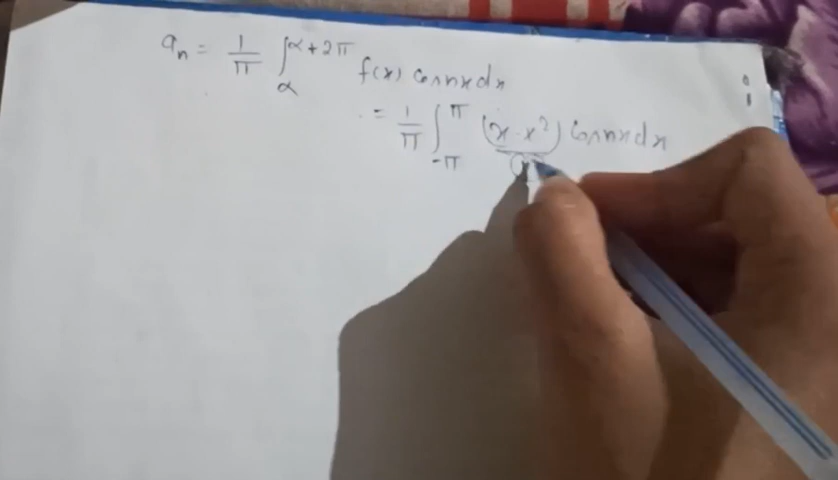 aₙ = 1/π ∫_α^{α+2π} f(x) cos nx dx
= 1/π ∫_{-π}^{π} (x - x²) cos nx dx